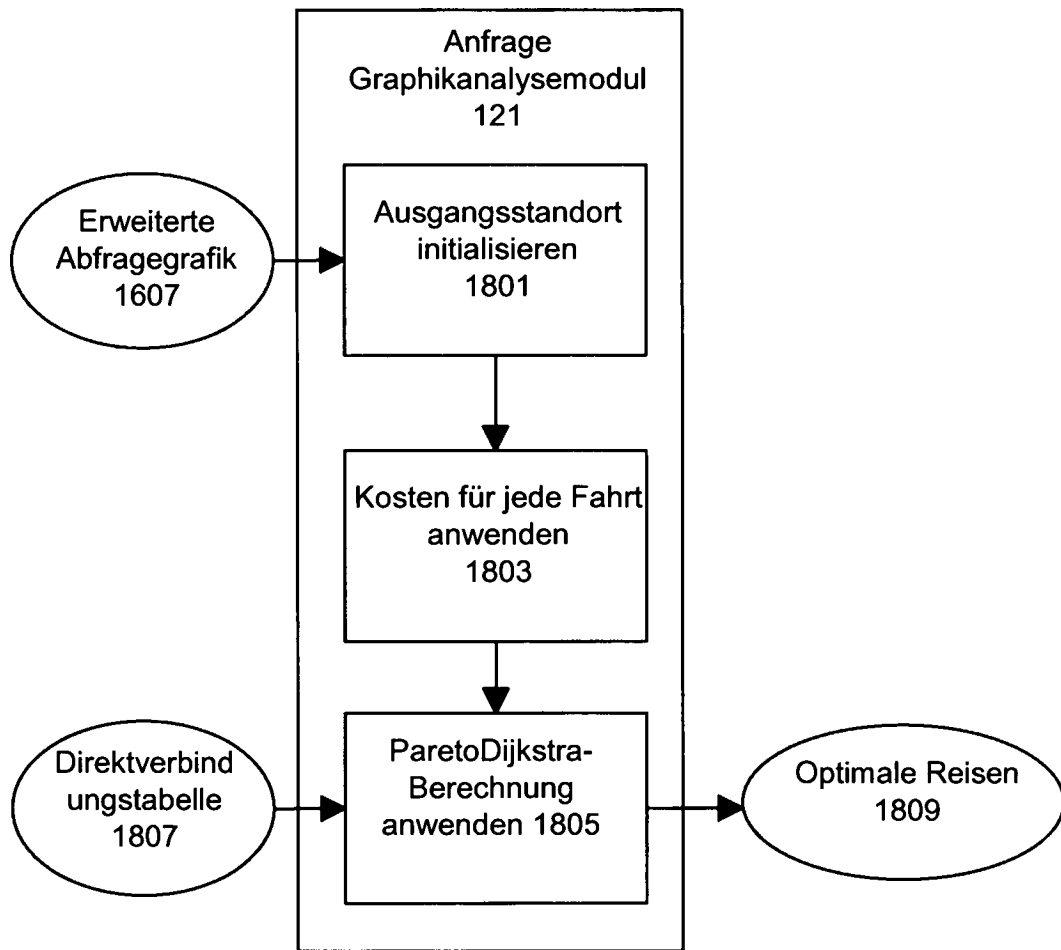 Anfrage
Graphikanalysemodul
121
Erweiterte
Abfragegrafik
1607
Ausgangsstandort
initialisieren
1801
Kosten für jede Fahrt
anwenden
1803
Direktverbind
ungstabelle
1807
ParetoDijkstra-
Berechnung
anwenden 1805
Optimale Reisen
1809